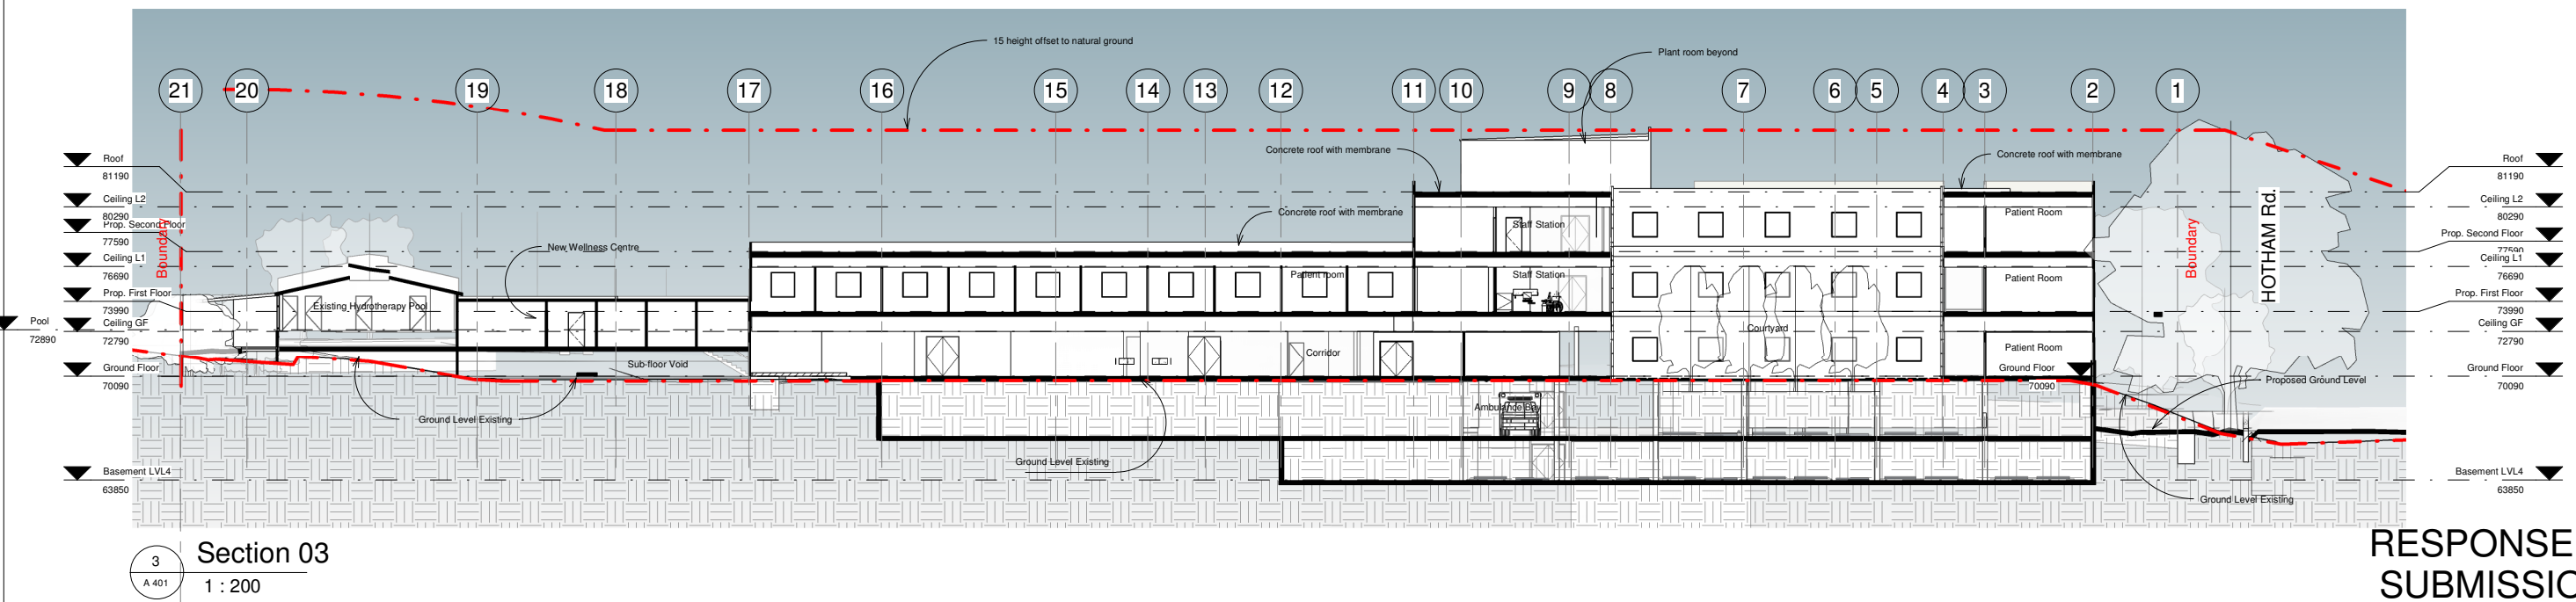 15 height offset to natural ground
Plant room beyond
21 20 19 18 17 16 15 14 13 12 11 10 9 8 7 6 5 4 3 2 1
Concrete roof with membrane
Concrete roof with membrane
Concrete roof with membrane
Roof
81190
Ceiling L2
80290
Prop. Second Floor
77590
Ceiling L1
76690
Prop. First Floor
73990
Pool
72890
Ceiling GF
72790
Ground Floor
70090
Basement LVL4
63850
Boundary
New Wellness Centre
Existing Hydrotherapy Pool
Sub-floor Void
Ground Level Existing
Patient room
Corridor
Ground Level Existing
Staff Station
Staff Station
Ambulance Bay
Courtyard
Patient Room
Patient Room
Patient Room
Ground Floor
70090
Boundary
HOTHAM Rd.
Proposed Ground Level
Ground Level Existing
Roof
81190
Ceiling L2
80290
Prop. Second Floor
77590
Ceiling L1
76690
Prop. First Floor
73990
Ceiling GF
72790
Ground Floor
70090
Basement LVL4
63850
3
A 401
Section 03
1 : 200
RESPONSE
SUBMISSIO